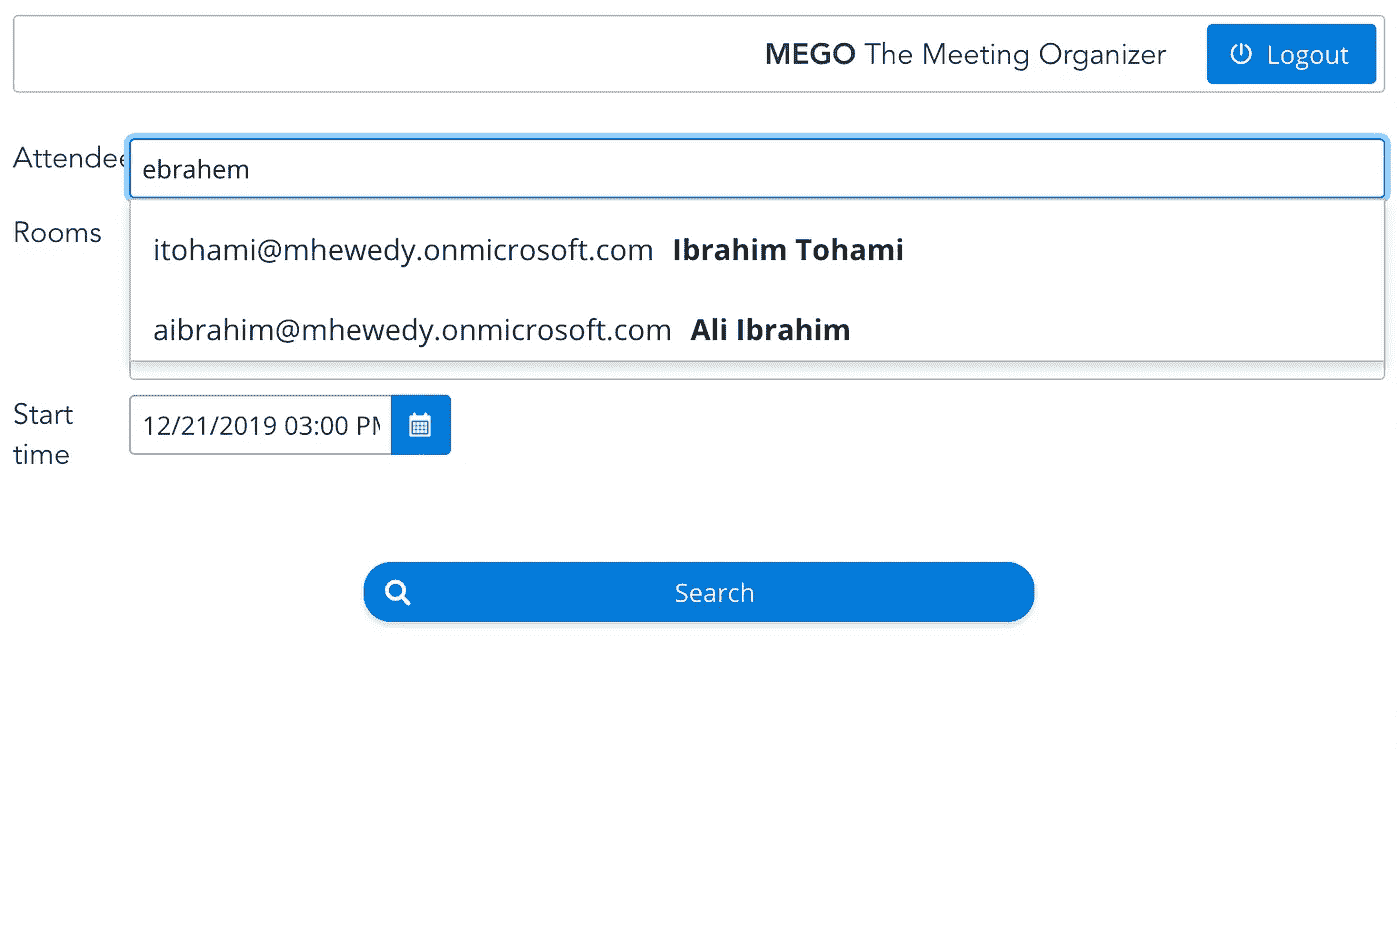 MEGO The Meeting Organizer Logout
Attendee
ebrahem
Rooms
itohami@mhewedy.onmicrosoft.com Ibrahim Tohami
aibrahim@mhewedy.onmicrosoft.com Ali Ibrahim
Start
time
12/21/2019 03:00 PM
Search